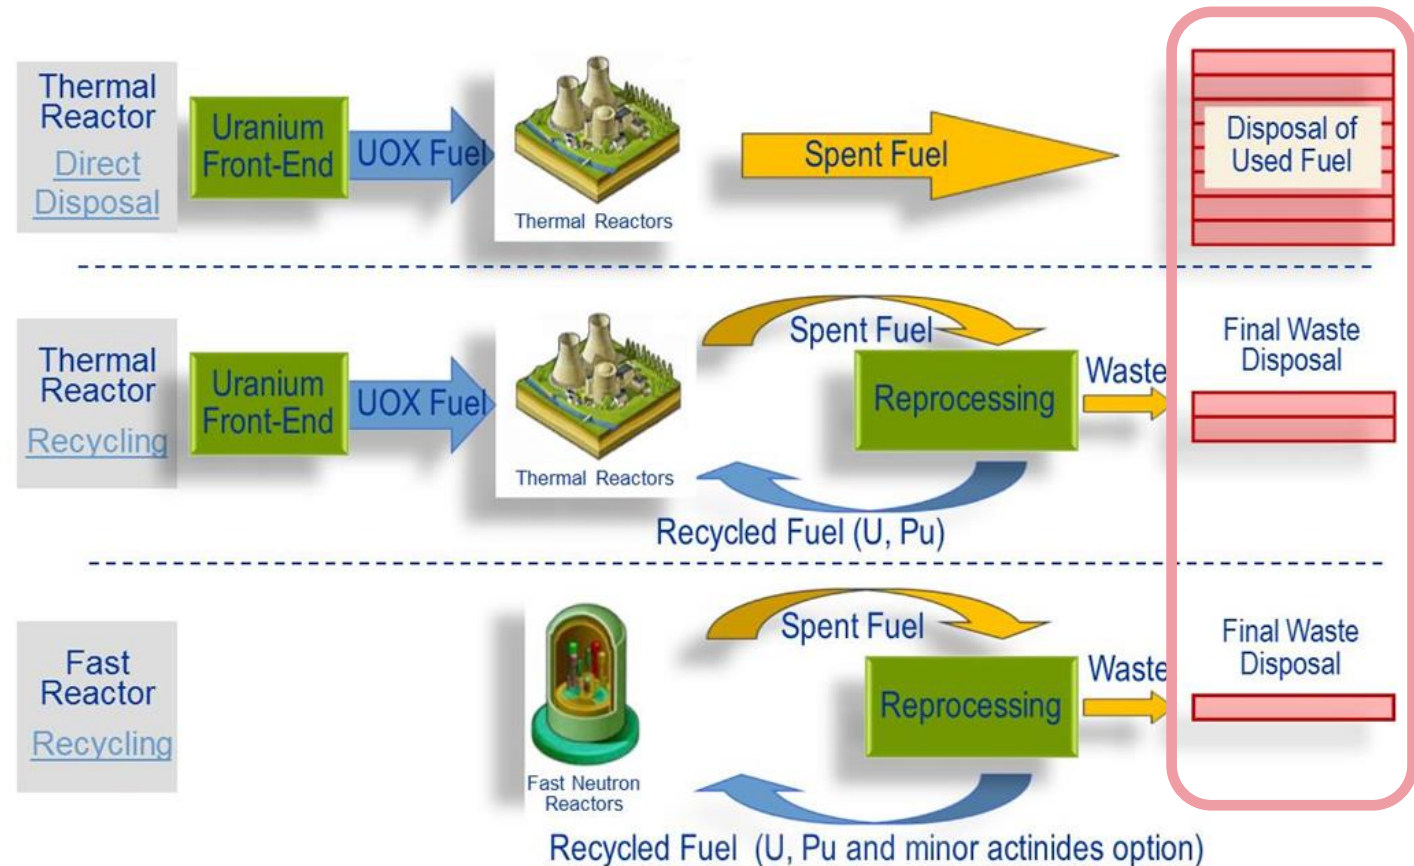 Thermal
Reactor
Direct
Disposal
Uranium
Front-End
UOX Fuel
Thermal Reactors
Spent Fuel
Disposal of
Used Fuel
Thermal
Reactor
Recycling
Uranium
Front-End
UOX Fuel
Thermal Reactors
Spent Fuel
Reprocessing
Waste
Final Waste
Disposal
Recycled Fuel (U, Pu)
Fast
Reactor
Recycling
Fast Neutron
Reactors
Spent Fuel
Reprocessing
Waste
Final Waste
Disposal
Recycled Fuel (U, Pu and minor actinides option)